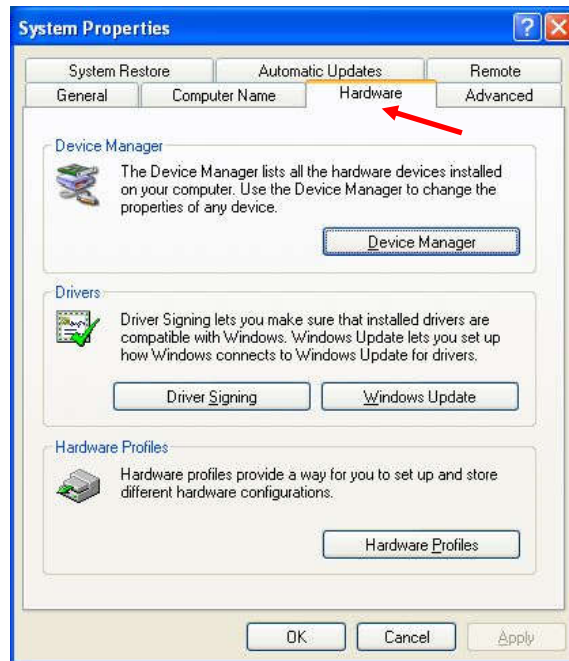 System Properties
System Restore Automatic Updates Remote
General Computer Name Hardware Advanced
Device Manager
The Device Manager lists all the hardware devices installed
on your computer. Use the Device Manager to change the
properties of any device.
Device Manager
Drivers
Driver Signing lets you make sure that installed drivers are
compatible with Windows. Windows Update lets you set up
how Windows connects to Windows Update for drivers.
Driver Signing Windows Update
Hardware Profiles
Hardware profiles provide a way for you to set up and store
different hardware configurations.
Hardware Profiles
OK Cancel Apply